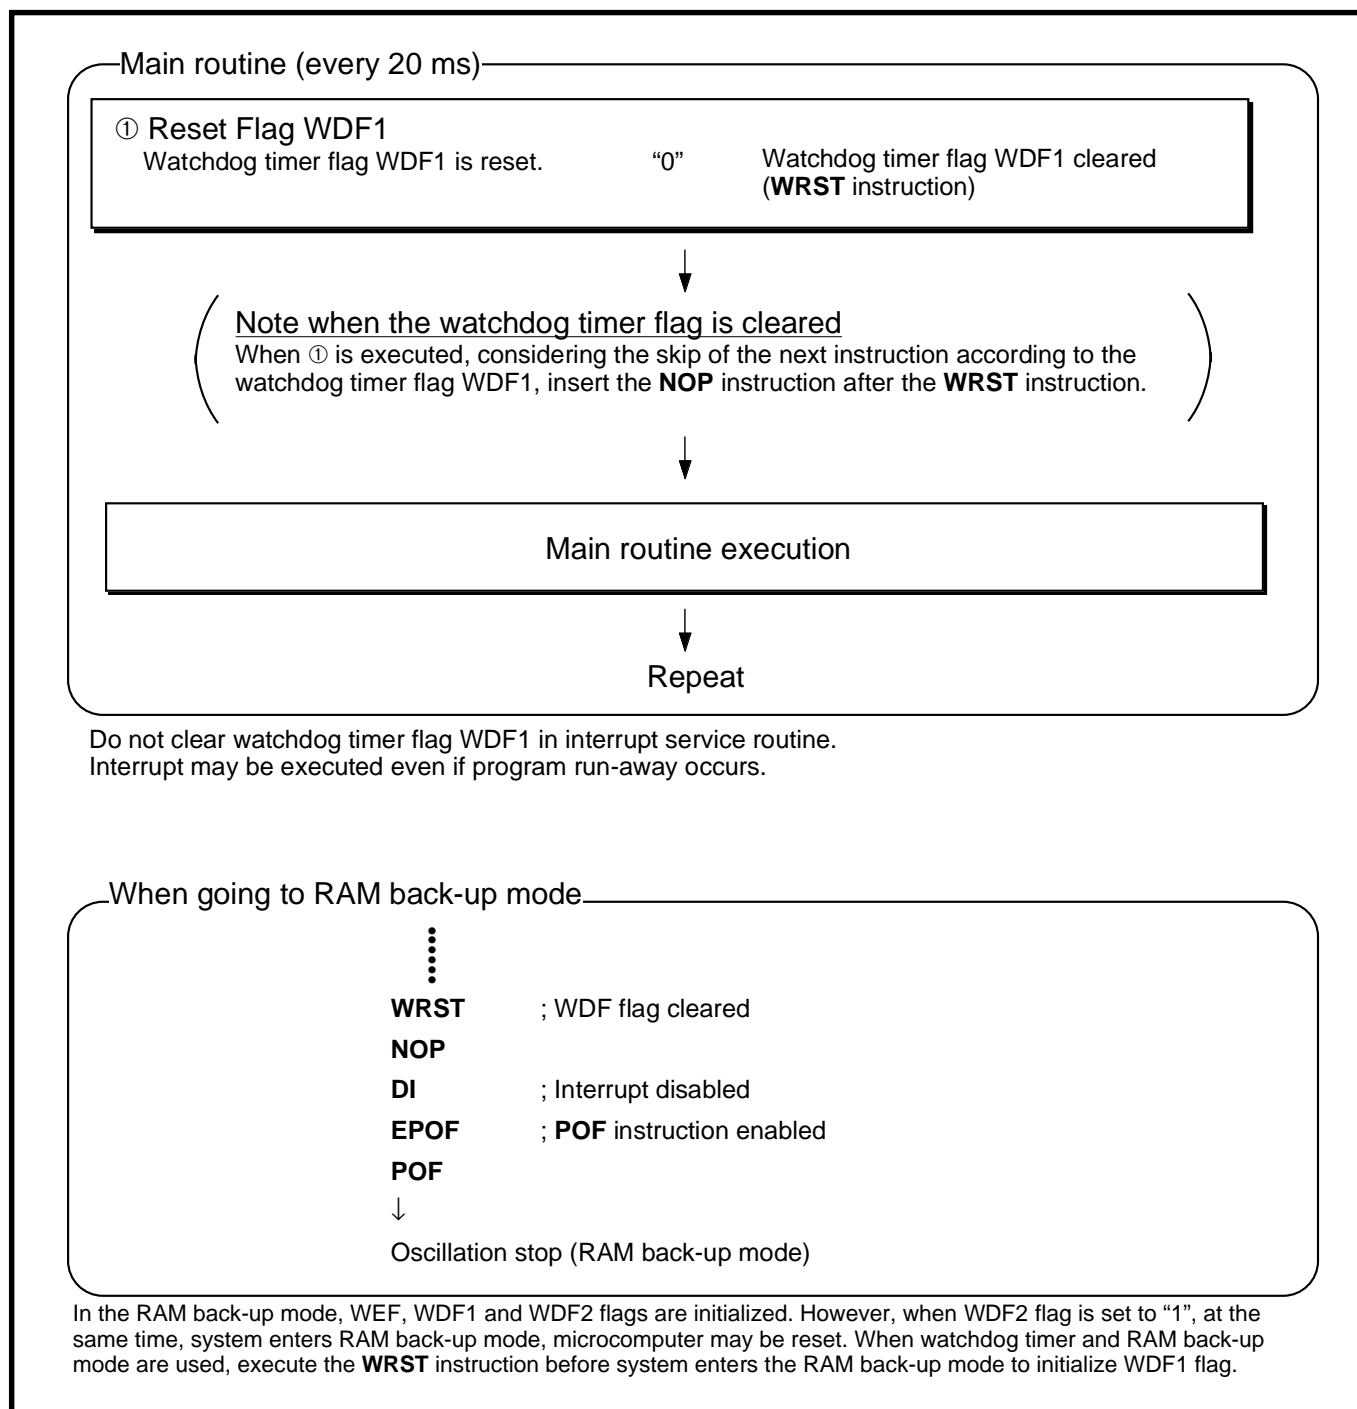 Main routine (every 20 ms)
① Reset Flag WDF1
Watchdog timer flag WDF1 is reset. “0” Watchdog timer flag WDF1 cleared
(WRST instruction)
Note when the watchdog timer flag is cleared
When ① is executed, considering the skip of the next instruction according to the
watchdog timer flag WDF1, insert the NOP instruction after the WRST instruction.
Main routine execution
Repeat
Do not clear watchdog timer flag WDF1 in interrupt service routine.
Interrupt may be executed even if program run-away occurs.
When going to RAM back-up mode
WRST ; WDF flag cleared
NOP
DI ; Interrupt disabled
EPOF ; POF instruction enabled
POF
↓
Oscillation stop (RAM back-up mode)
In the RAM back-up mode, WEF, WDF1 and WDF2 flags are initialized. However, when WDF2 flag is set to “1”, at the
same time, system enters RAM back-up mode, microcomputer may be reset. When watchdog timer and RAM back-up
mode are used, execute the WRST instruction before system enters the RAM back-up mode to initialize WDF1 flag.